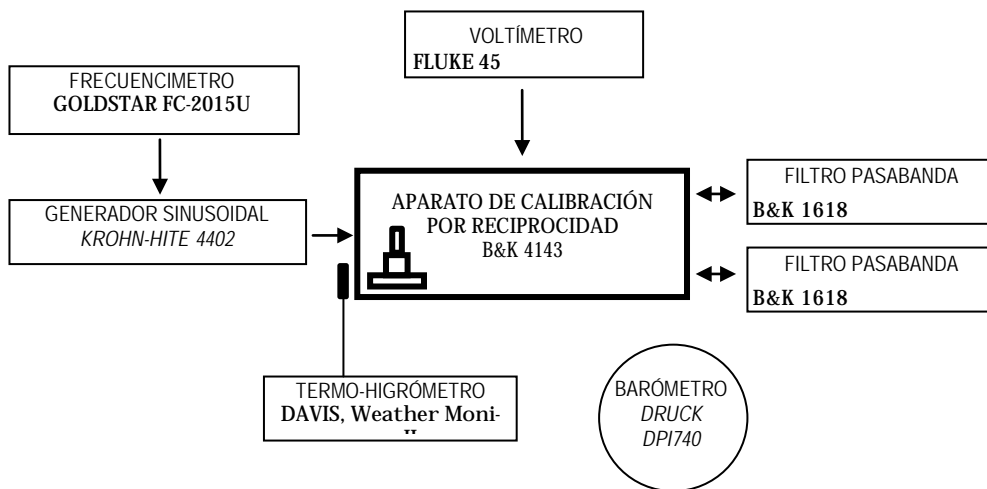 VOLTÍMETRO
FLUKE 45
FRECUENCIMETRO
GOLDSTAR FC-2015U
APARATO DE CALIBRACIÓN
POR RECIPROCIDAD
B&K 4143
FILTRO PASABANDA
B&K 1618
GENERADOR SINUSOIDAL
KROHN-HITE 4402
FILTRO PASABANDA
B&K 1618
TERMO-HIGRÓMETRO
DAVIS, Weather Moni-
BARÓMETRO
DRUCK
DPI740